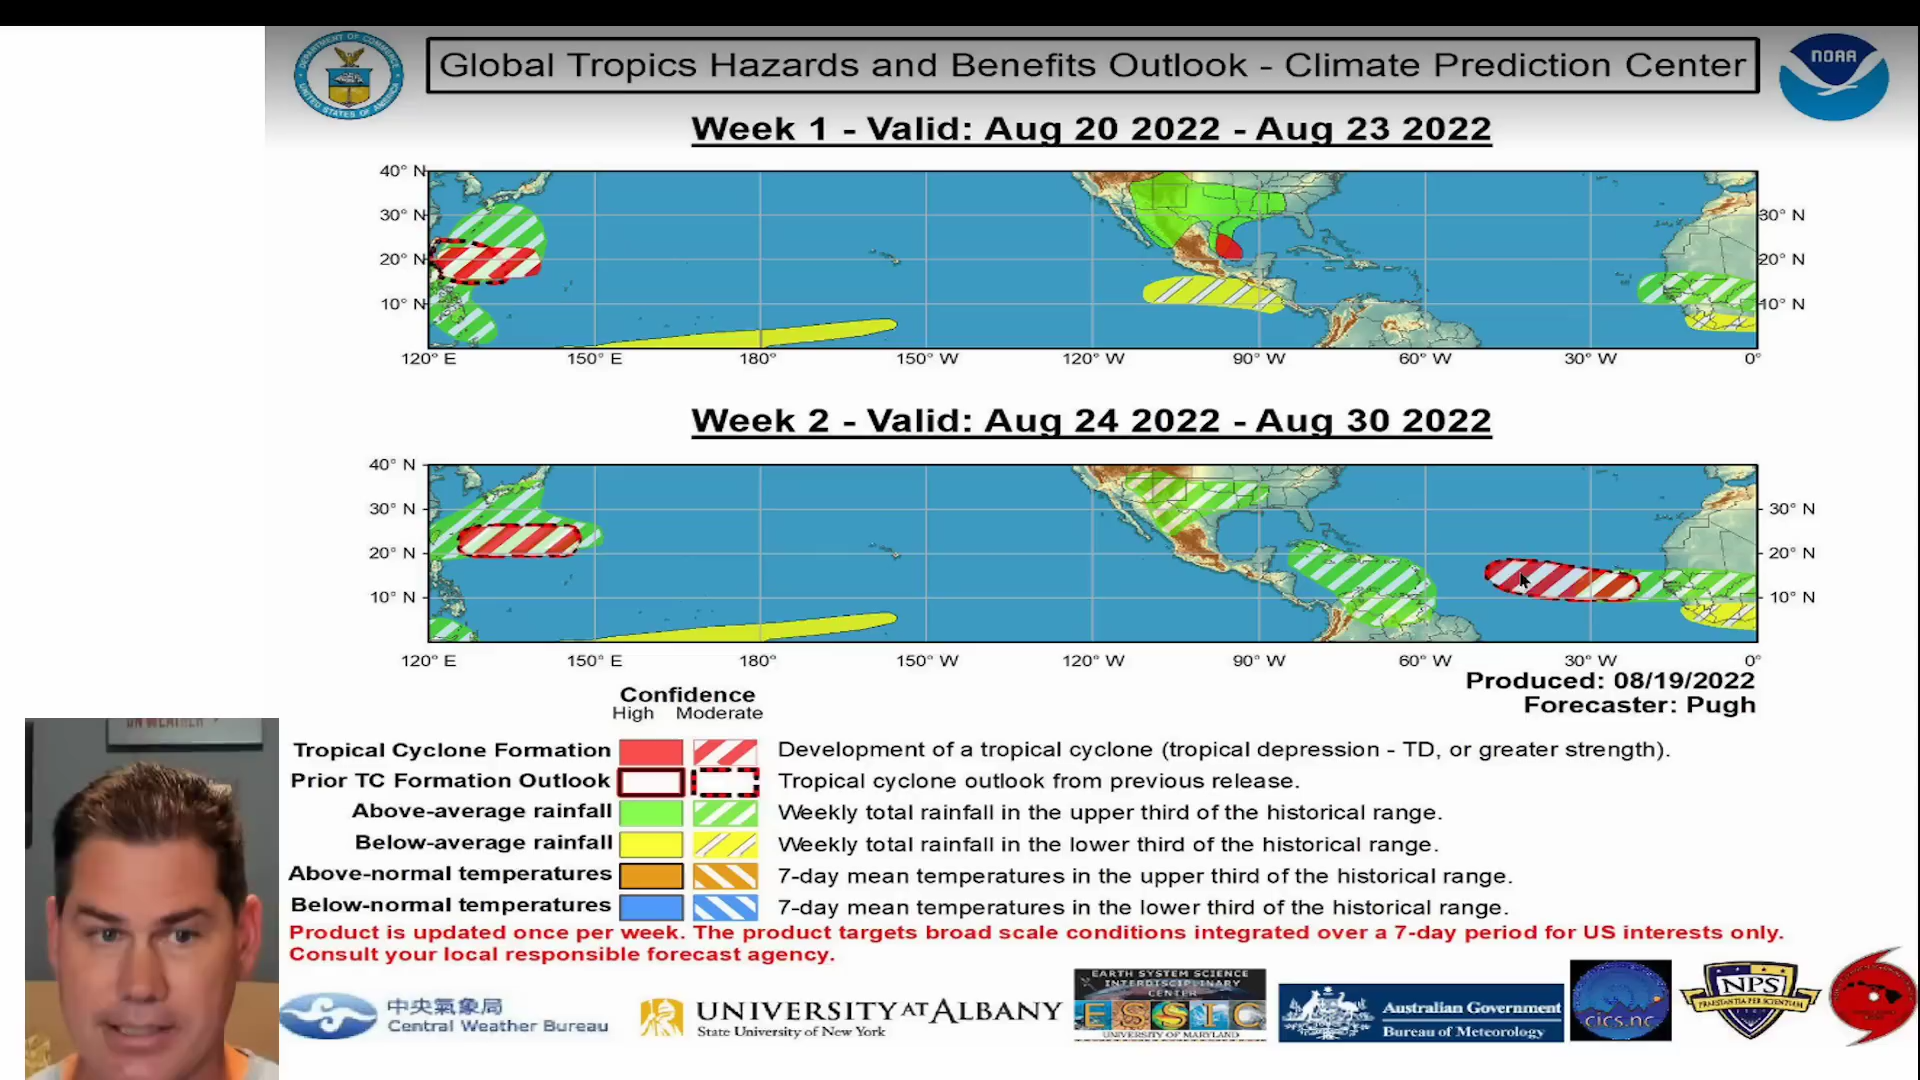 Global Tropics Hazards and Benefits Outlook - Climate Prediction Center
NOAA
Week 1 - Valid: Aug 20 2022 - Aug 23 2022
40° N
30° N
30° N
20° N
20° N
10° N
10° N
120° E
150° E
180°
150° W
120° W
90° W
60° W
30° W
0°
Week 2 - Valid: Aug 24 2022 - Aug 30 2022
40° N
30° N
30° N
20° N
20° N
10° N
10° N
120° E
150° E
180°
150° W
120° W
90° W
60° W
30° W
0°
Produced: 08/19/2022
Forecaster: Pugh
Confidence
High Moderate
Tropical Cyclone Formation Development of a tropical cyclone (tropical depression - TD, or greater strength).
Prior TC Formation Outlook Tropical cyclone outlook from previous release.
Above-average rainfall Weekly total rainfall in the upper third of the historical range.
Below-average rainfall Weekly total rainfall in the lower third of the historical range.
Above-normal temperatures 7-day mean temperatures in the upper third of the historical range.
Below-normal temperatures 7-day mean temperatures in the lower third of the historical range.
Product is updated once per week. The product targets broad scale conditions integrated over a 7-day period for US interests only.
Consult your local responsible forecast agency.
中央氣象局
Central Weather Bureau
UNIVERSITY AT ALBANY
State University of New York
EARTH SYSTEM SCIENCE
INTERDISCIPLINARY
CENTER
ESSIC
UNIVERSITY OF MARYLAND
Australian Government
Bureau of Meteorology
cics.nc
NPS
PRAESTANTIA PER SCIENTIAM